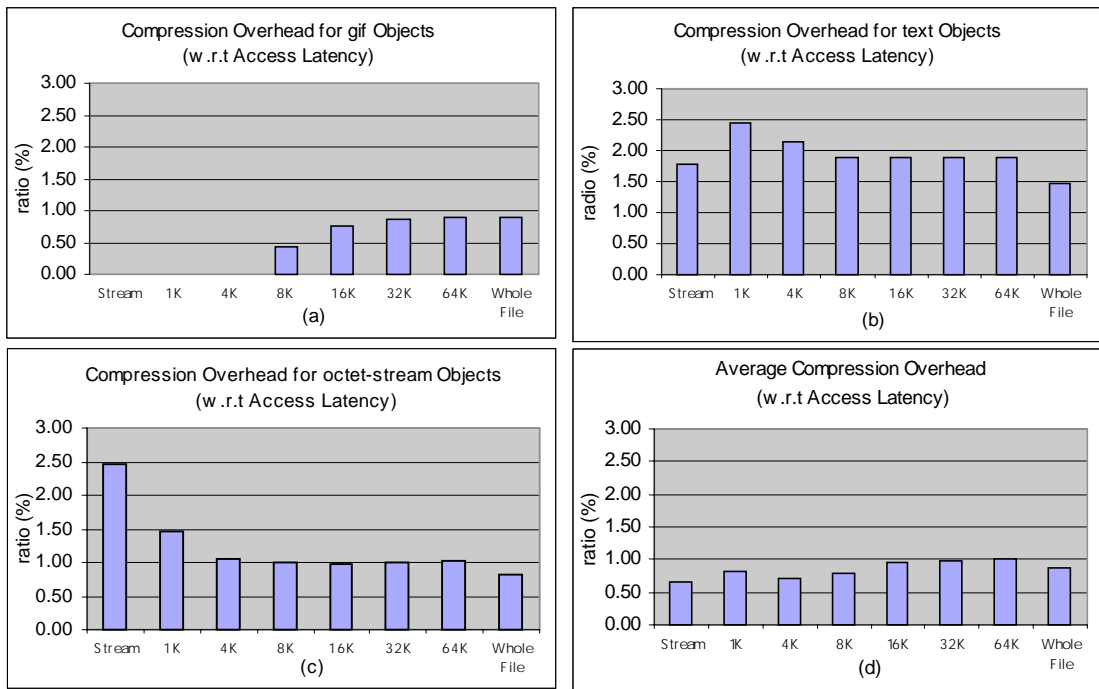 Compression Overhead for gif Objects
(w .r.t Access Latency)
3.00
2.50
2.00
1.50
1.00
0.50
0.00
ratio (%)
Stream 1K 4K 8K 16K 32K 64K Whole
File
(a)
Compression Overhead for text Objects
(w .r.t Access Latency)
3.00
2.50
2.00
1.50
1.00
0.50
0.00
radio (%)
Stream 1K 4K 8K 16K 32K 64K Whole
File
(b)
Compression Overhead for octet-stream Objects
(w .r.t Access Latency)
3.00
2.50
2.00
1.50
1.00
0.50
0.00
ratio (%)
Stream 1K 4K 8K 16K 32K 64K Whole
File
(c)
Average Compression Overhead
(w .r.t Access Latency)
3.00
2.50
2.00
1.50
1.00
0.50
0.00
ratio (%)
Stream 1K 4K 8K 16K 32K 64K Whole
File
(d)